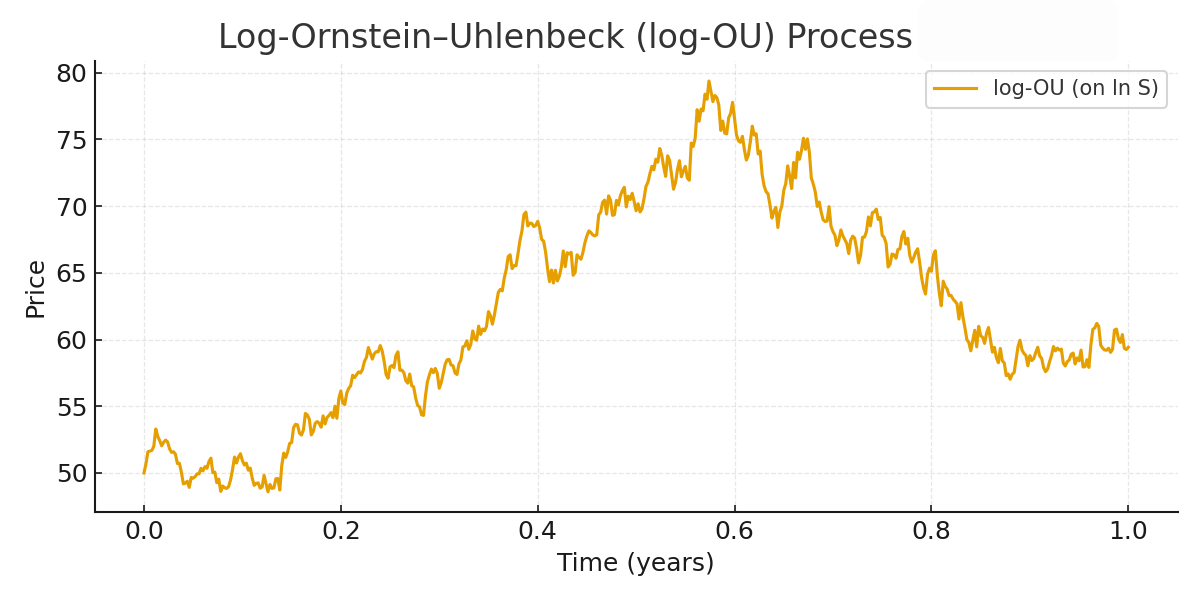 Log-Ornstein–Uhlenbeck (log-OU) Process
log-OU (on ln S)
Price
80
75
70
65
60
55
50
0.0 0.2 0.4 0.6 0.8 1.0
Time (years)